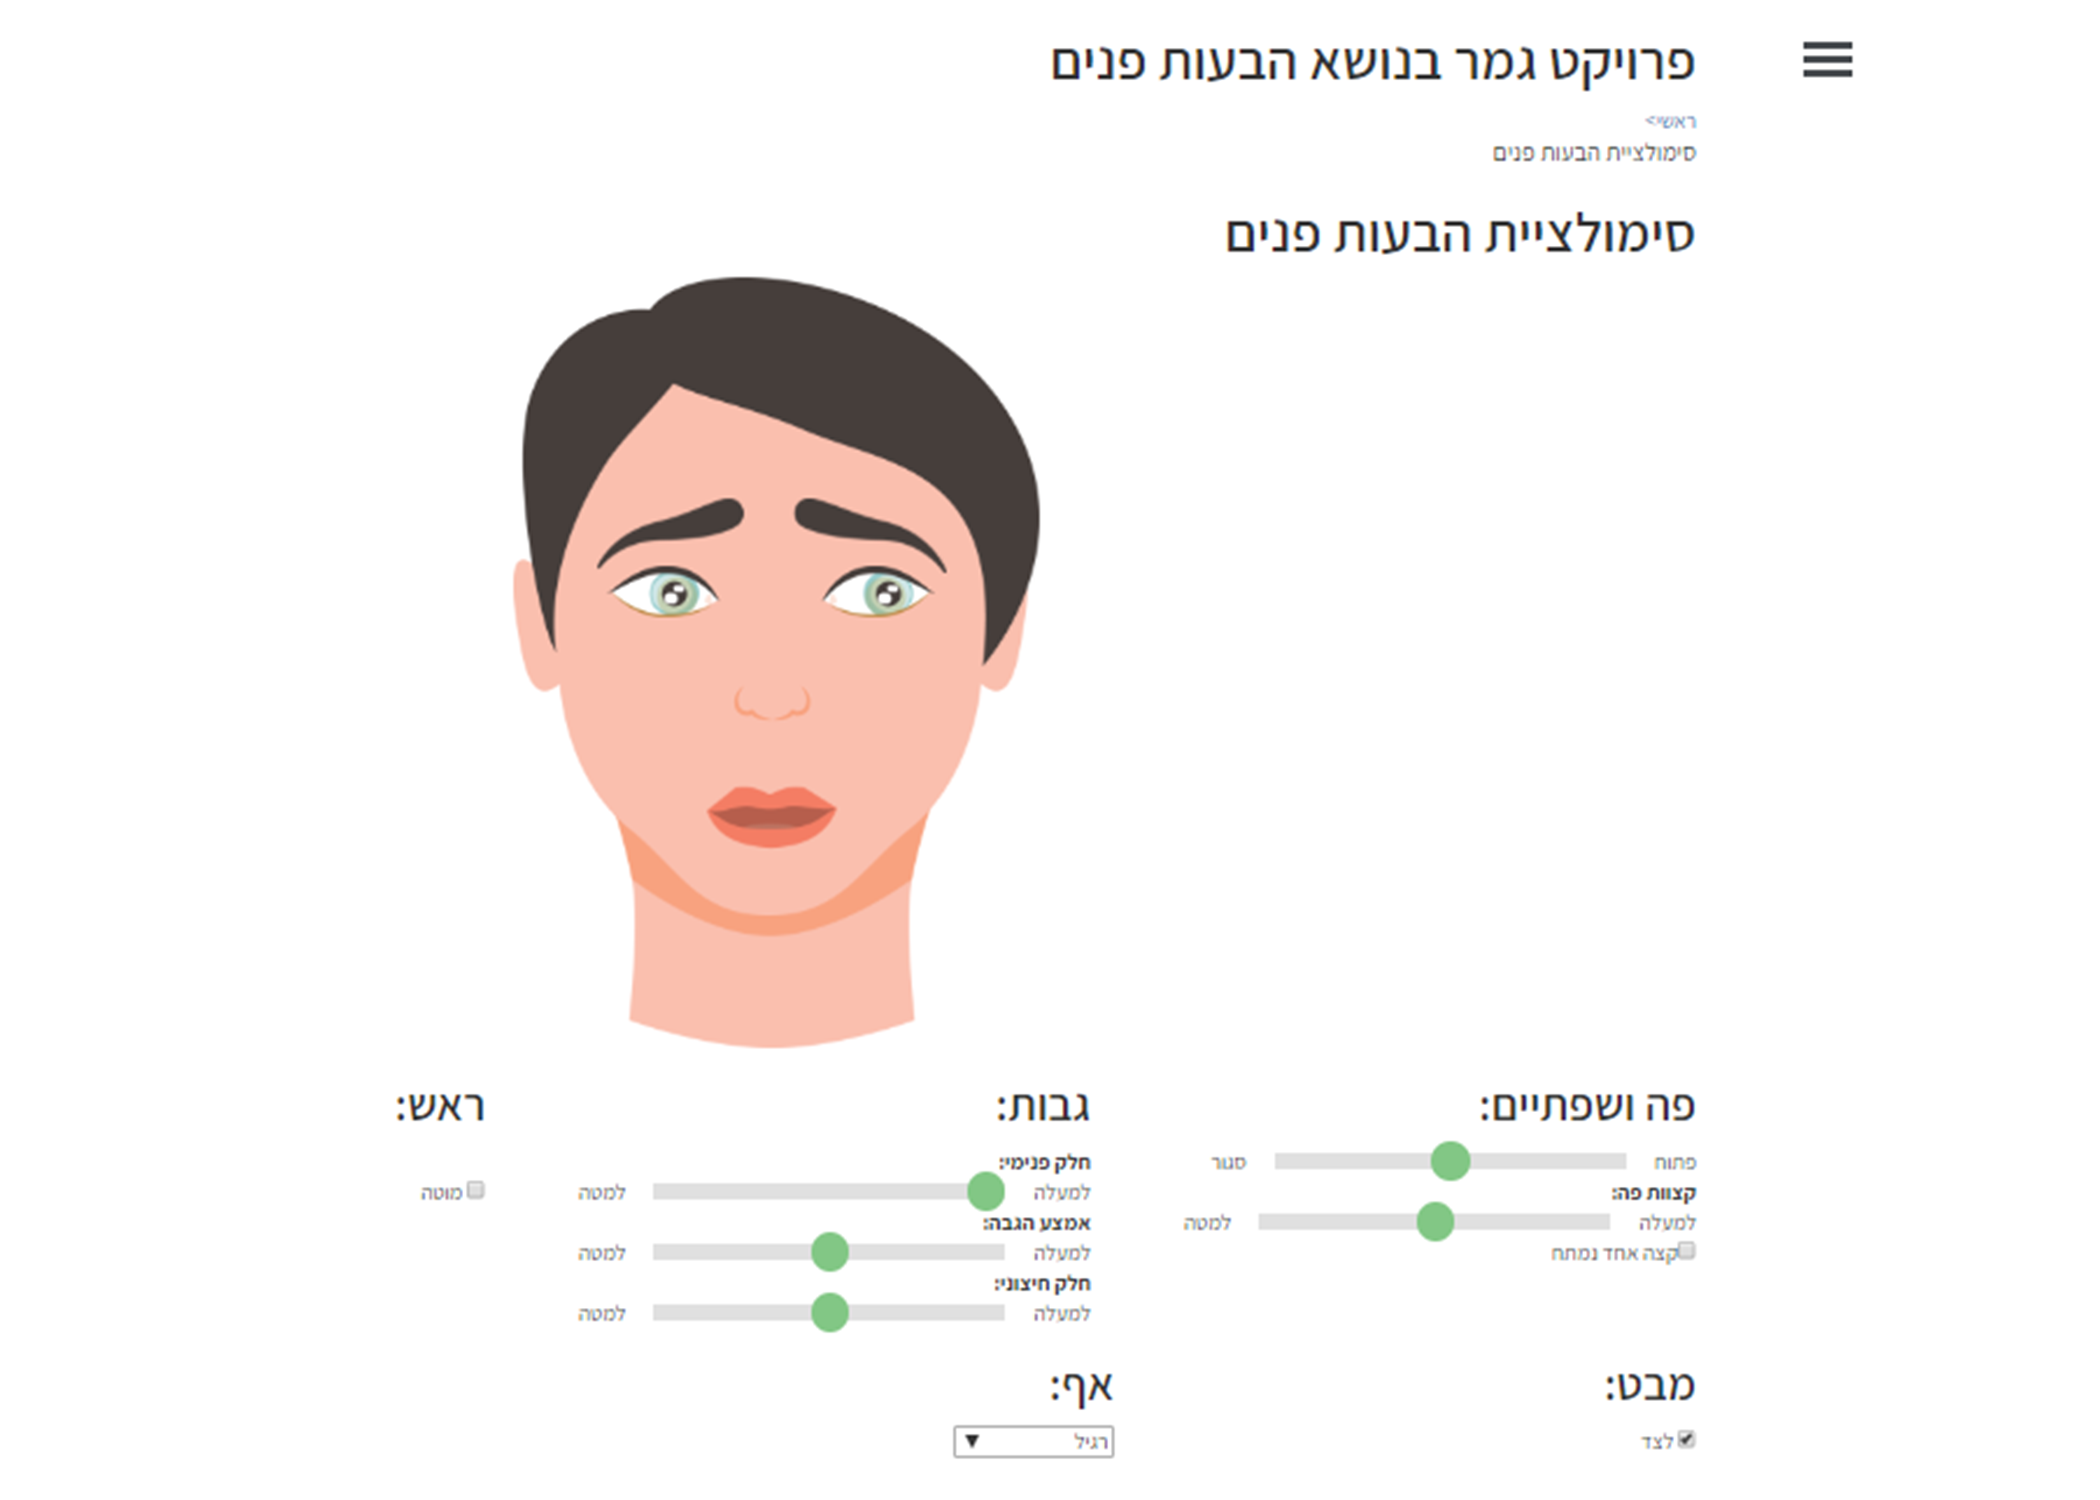 פרויקט גמר בנושא הבעות פנים
ראשי>
סימולציית הבעות פנים
סימולציית הבעות פנים
פה ושפתיים:
פתוח סגור
קצוות פה:
למעלה למטה
קצה אחד נמתח
גבות:
חלק פנימי:
למעלה למטה
אמצע הגבה:
למעלה למטה
חלק חיצוני:
למעלה למטה
ראש:
מוטה
מבט:
לצד
אף:
רגיל